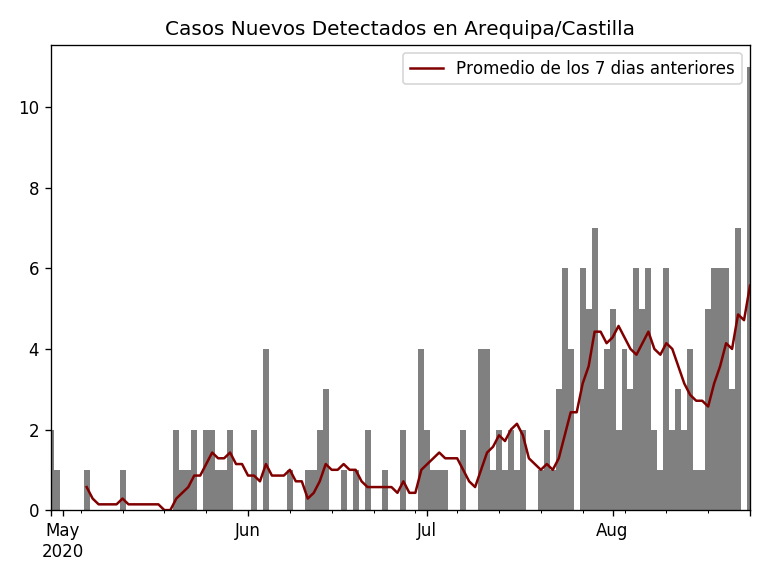 Casos Nuevos Detectados en Arequipa/Castilla
Promedio de los 7 dias anteriores
10
8
6
4
2
0
May Jun Jul Aug
2020